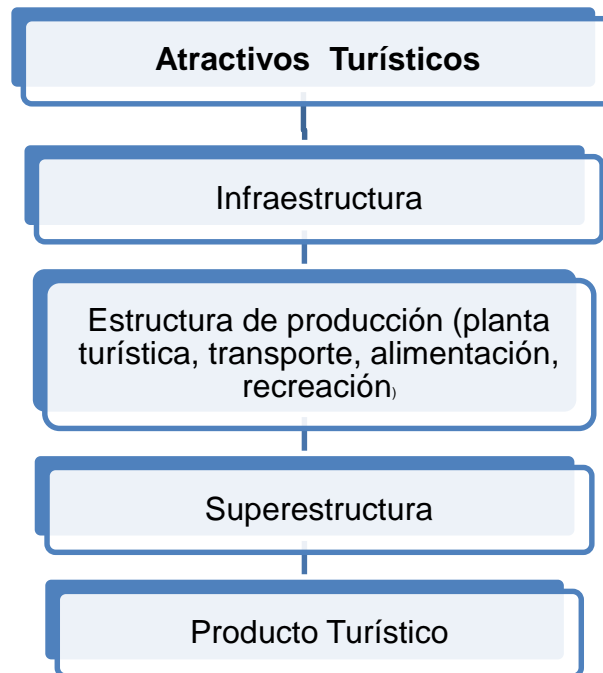 Atractivos Turísticos
Infraestructura
Estructura de producción (planta
turística, transporte, alimentación,
recreación)
Superestructura
Producto Turístico